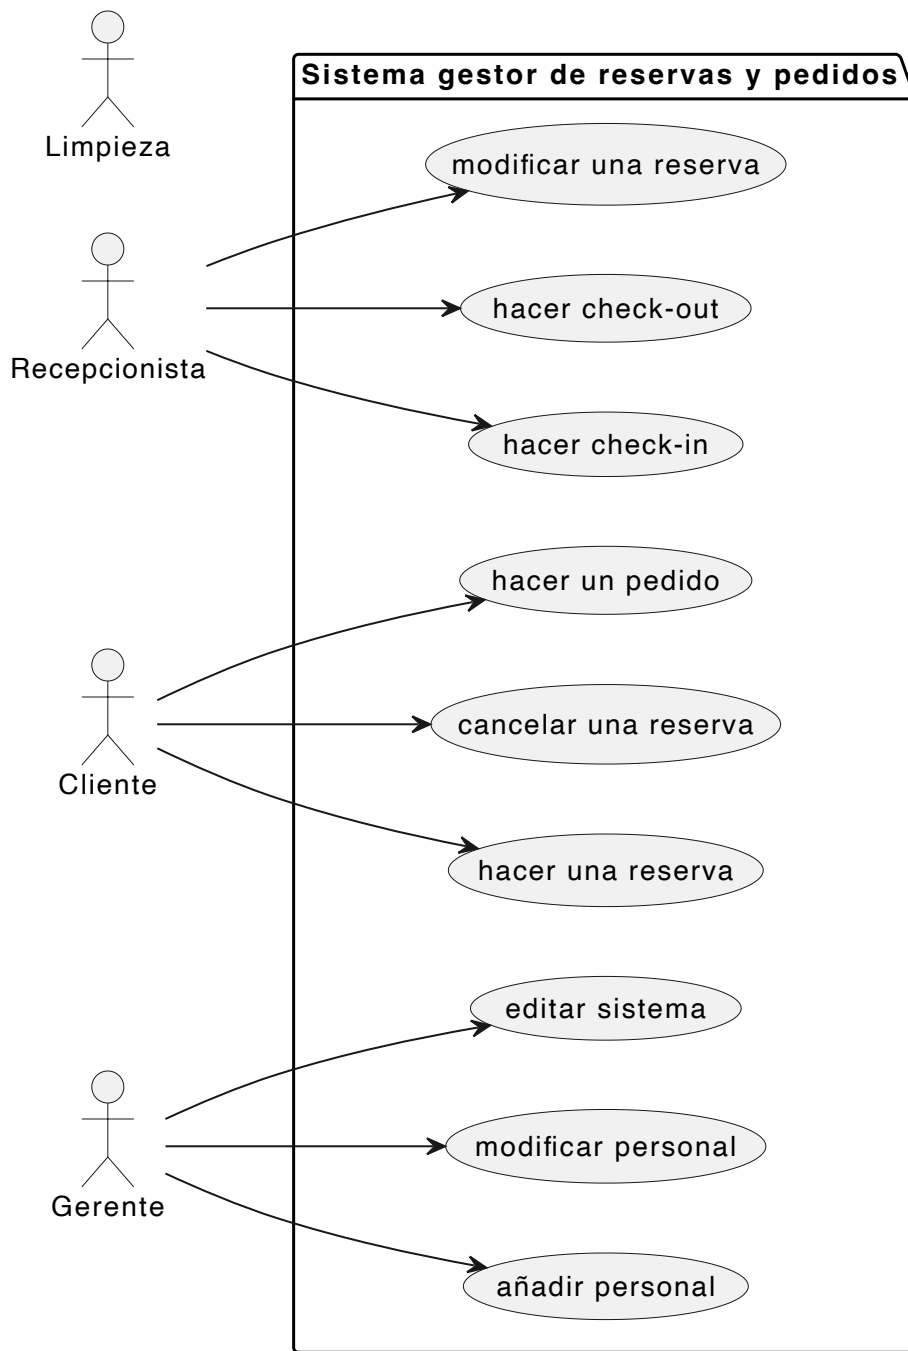 Limpieza
Sistema gestor de reservas y pedidos
modificar una reserva
hacer check-out
Recepcionista
hacer check-in
hacer un pedido
cancelar una reserva
Cliente
hacer una reserva
editar sistema
modificar personal
Gerente
añadir personal